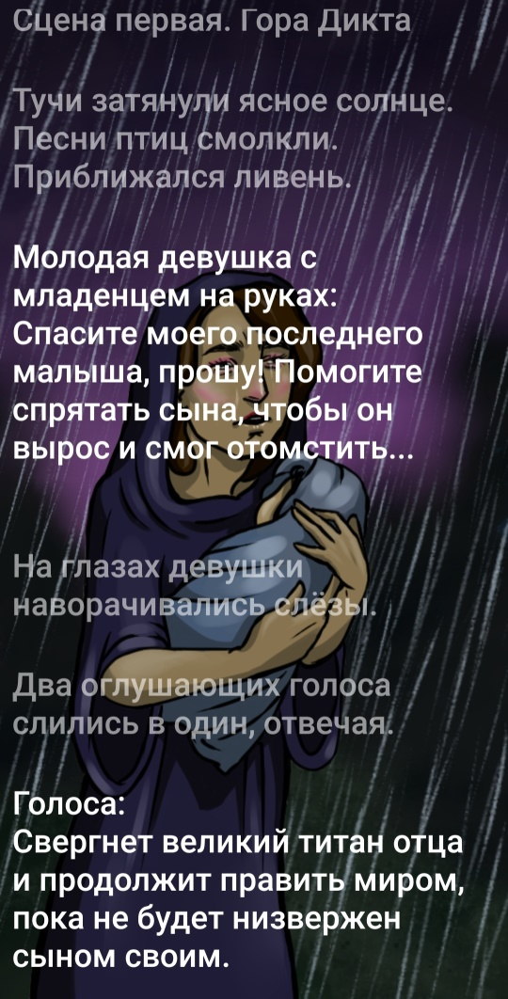 Сцена первая. Гора Дикта
Тучи затянули ясное солнце.
Песни птиц смолкли.
Приближался ливень.
Молодая девушка с
младенцем на руках:
Спасите моего последнего
малыша, прошу! Помогите
спрятать сына, чтобы он
вырос и смог отомстить...
На глазах девушки
наворачивались слёзы.
Два оглушающих голоса
слились в один, отвечая.
Голоса:
Свергнет великий титан отца
и продолжит править миром,
пока не будет низвержен
сыном своим.